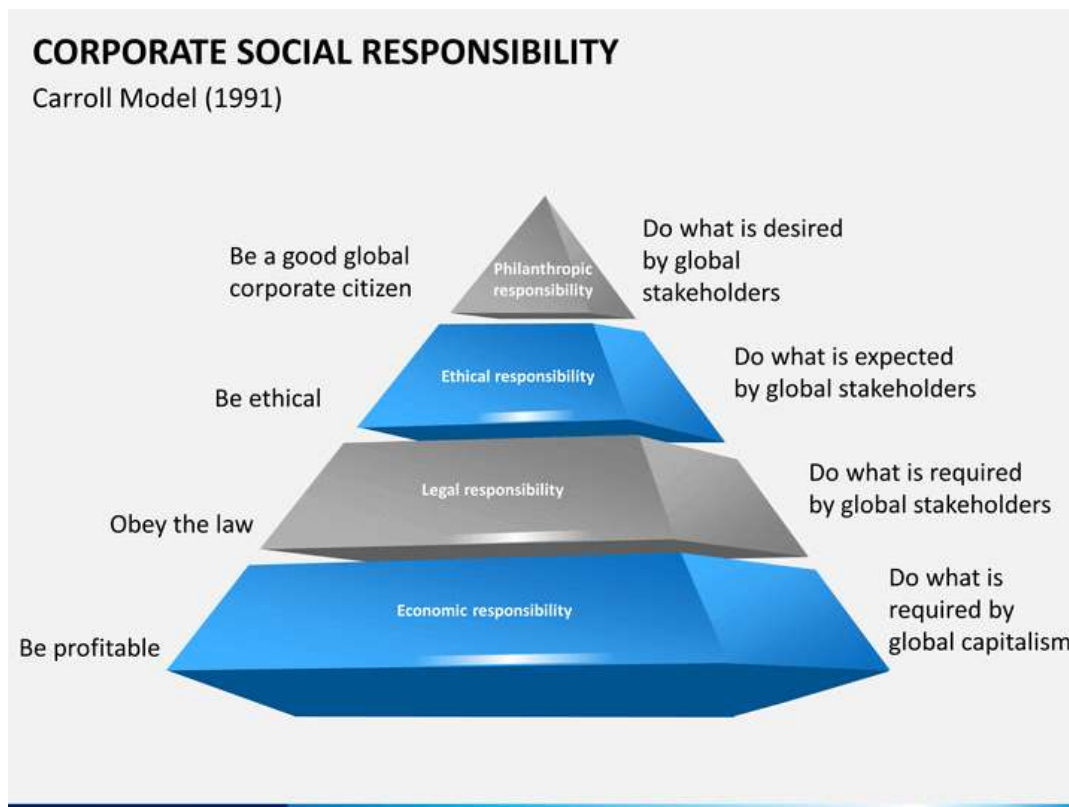 CORPORATE SOCIAL RESPONSIBILITY
Carroll Model (1991)
Be a good global
corporate citizen
Philanthropic
responsibility
Do what is desired
by global
stakeholders
Be ethical
Ethical responsibility
Do what is expected
by global stakeholders
Obey the law
Legal responsibility
Do what is required
by global stakeholders
Be profitable
Economic responsibility
Do what is
required by
global capitalism